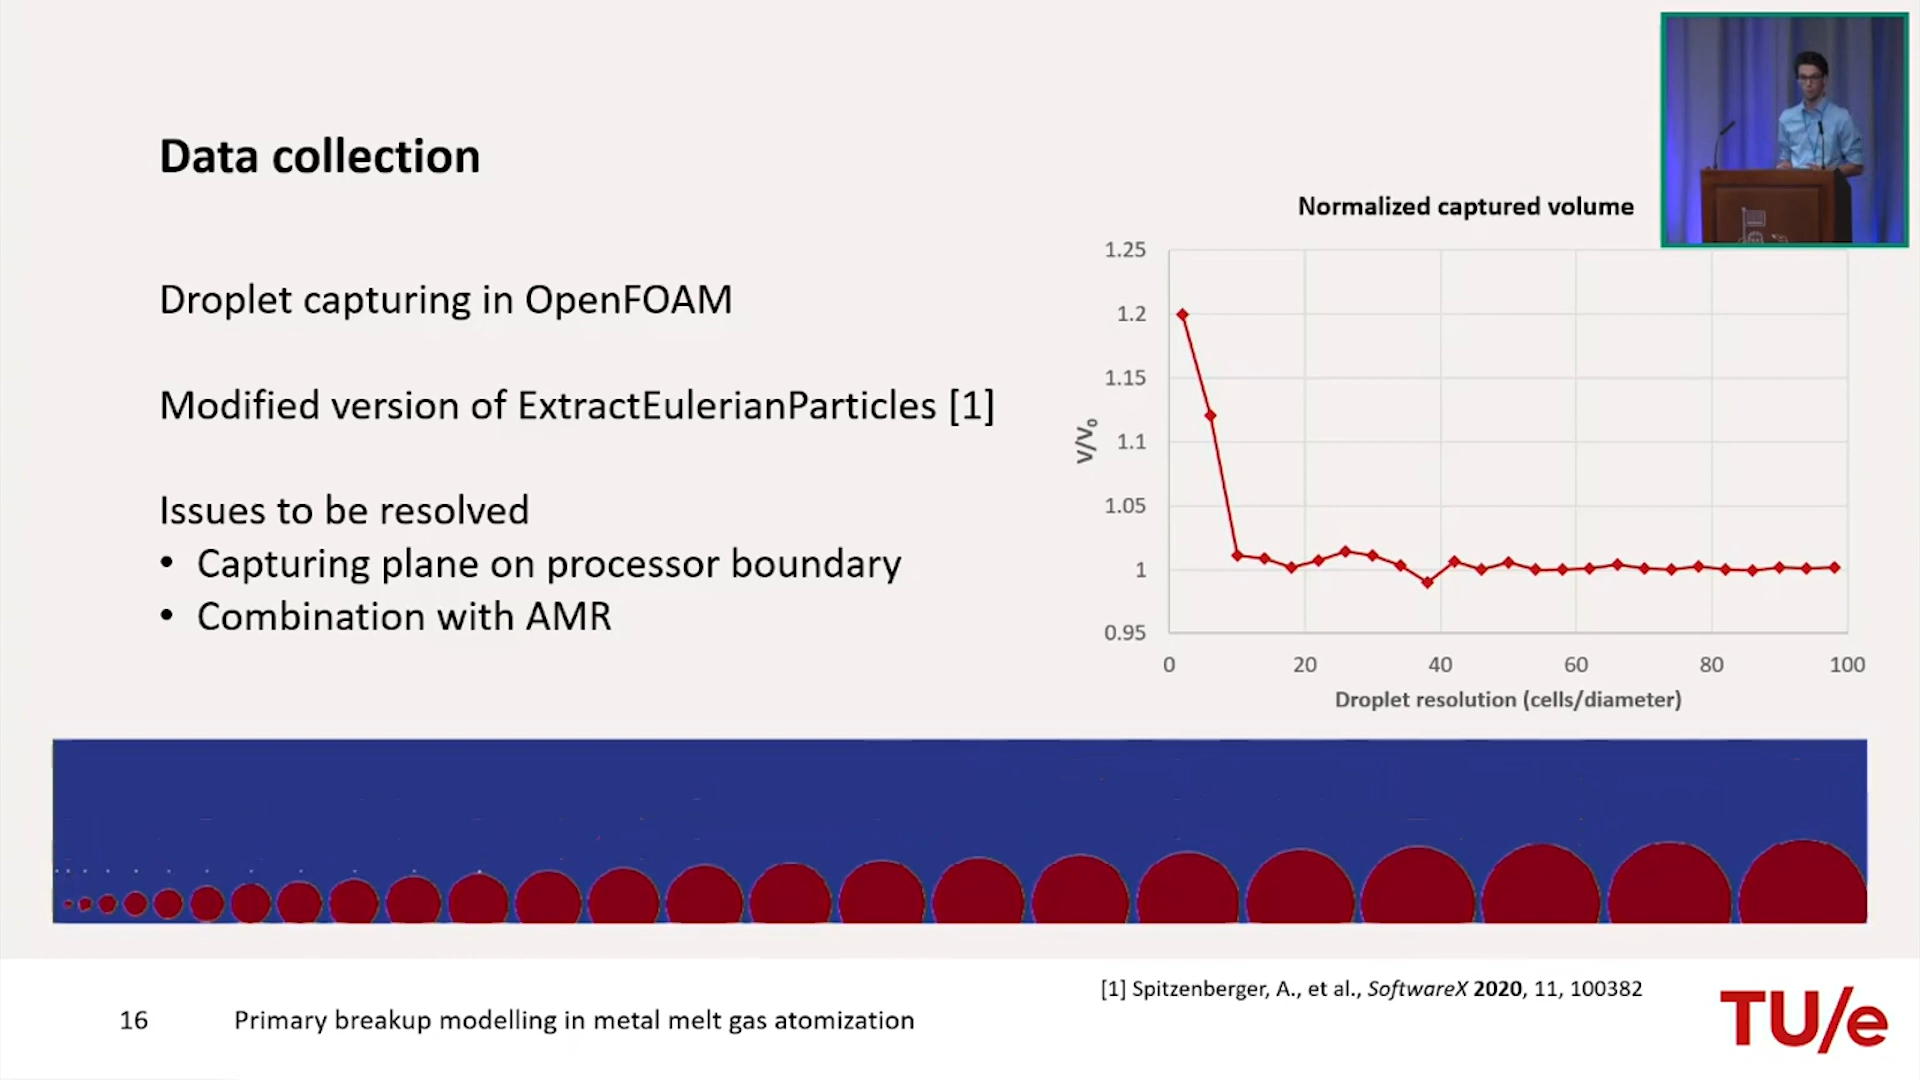 Data collection
Droplet capturing in OpenFOAM
Modified version of ExtractEulerianParticles [1]
Issues to be resolved
• Capturing plane on processor boundary
• Combination with AMR
Normalized captured volume
1.25
1.2
1.15
1.1
1.05
1
0.95
V/V₀
0 20 40 60 80 100
Droplet resolution (cells/diameter)
[1] Spitzenberger, A., et al., SoftwareX 2020, 11, 100382
16 Primary breakup modelling in metal melt gas atomization
TU/e